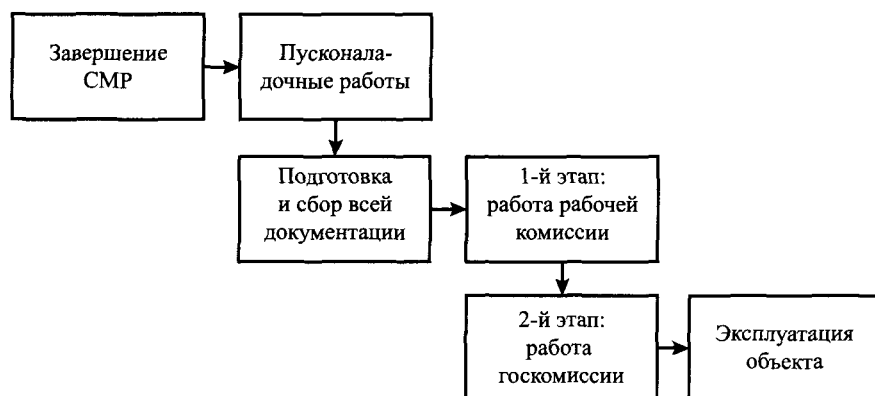 Завершение
СМР
Пусконала-
дочные работы
Подготовка
и сбор всей
документации
1-й этап:
работа рабочей
комиссии
2-й этап:
работа
госкомиссии
Эксплуатация
объекта